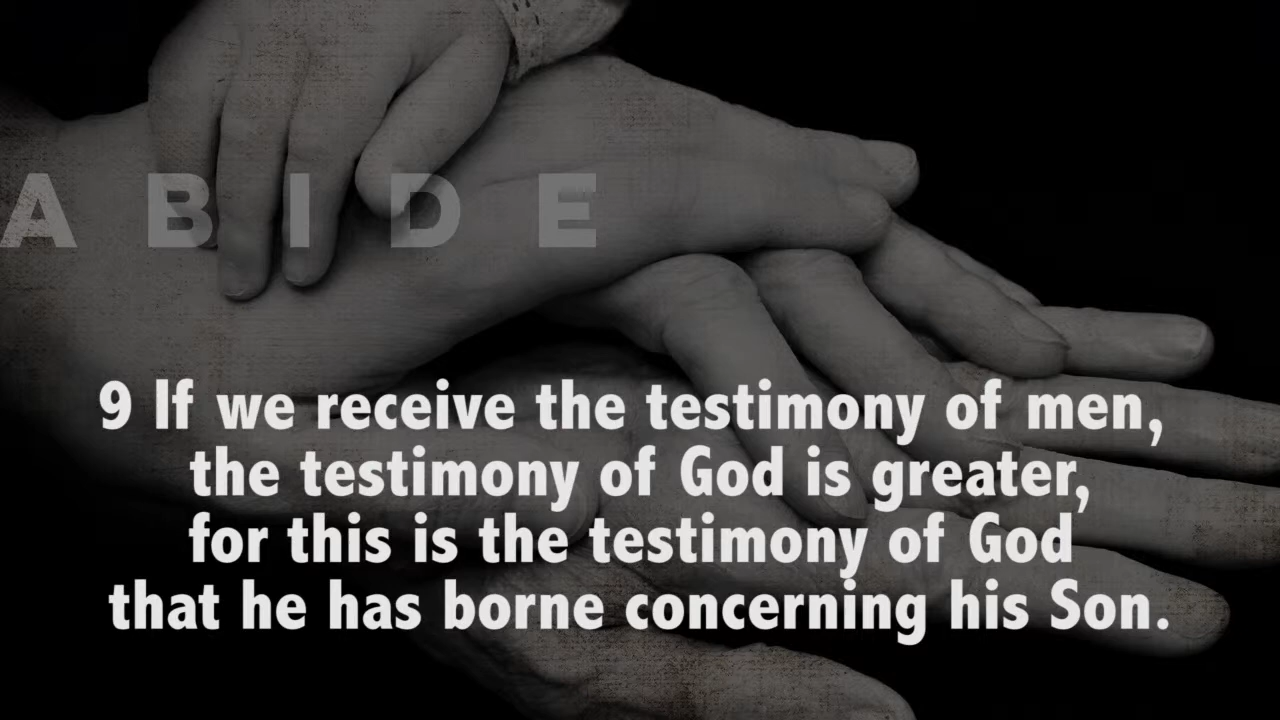 ABIDE
9 If we receive the testimony of men,
the testimony of God is greater,
for this is the testimony of God
that he has borne concerning his Son.